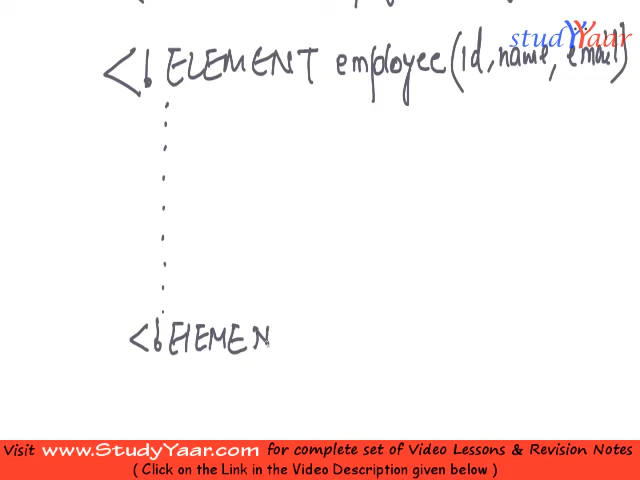 studYYaar
<! ELEMENT employee (id, name, email)
<! ElEMEN
Visit www.StudyYaar.com for complete set of Video Lessons & Revision Notes
( Click on the Link in the Video Description given below )